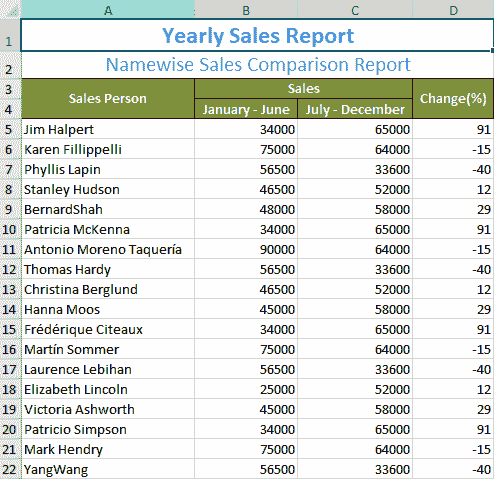 A B C D
1 Yearly Sales Report
2 Namewise Sales Comparison Report
3 Sales Person Sales Change(%)
4 January - June July - December
5 Jim Halpert 34000 65000 91
6 Karen Fillippelli 75000 64000 -15
7 Phyllis Lapin 56500 33600 -40
8 Stanley Hudson 46500 52000 12
9 BernardShah 48000 58000 29
10 Patricia McKenna 34000 65000 91
11 Antonio Moreno Taquería 90000 64000 -15
12 Thomas Hardy 56500 33600 -40
13 Christina Berglund 46500 52000 12
14 Hanna Moos 45000 58000 29
15 Frédérique Citeaux 34000 65000 91
16 Martín Sommer 75000 64000 -15
17 Laurence Lebihan 56500 33600 -40
18 Elizabeth Lincoln 25000 52000 12
19 Victoria Ashworth 45000 58000 29
20 Patricio Simpson 34000 65000 91
21 Mark Hendry 75000 64000 -15
22 YangWang 56500 33600 -40